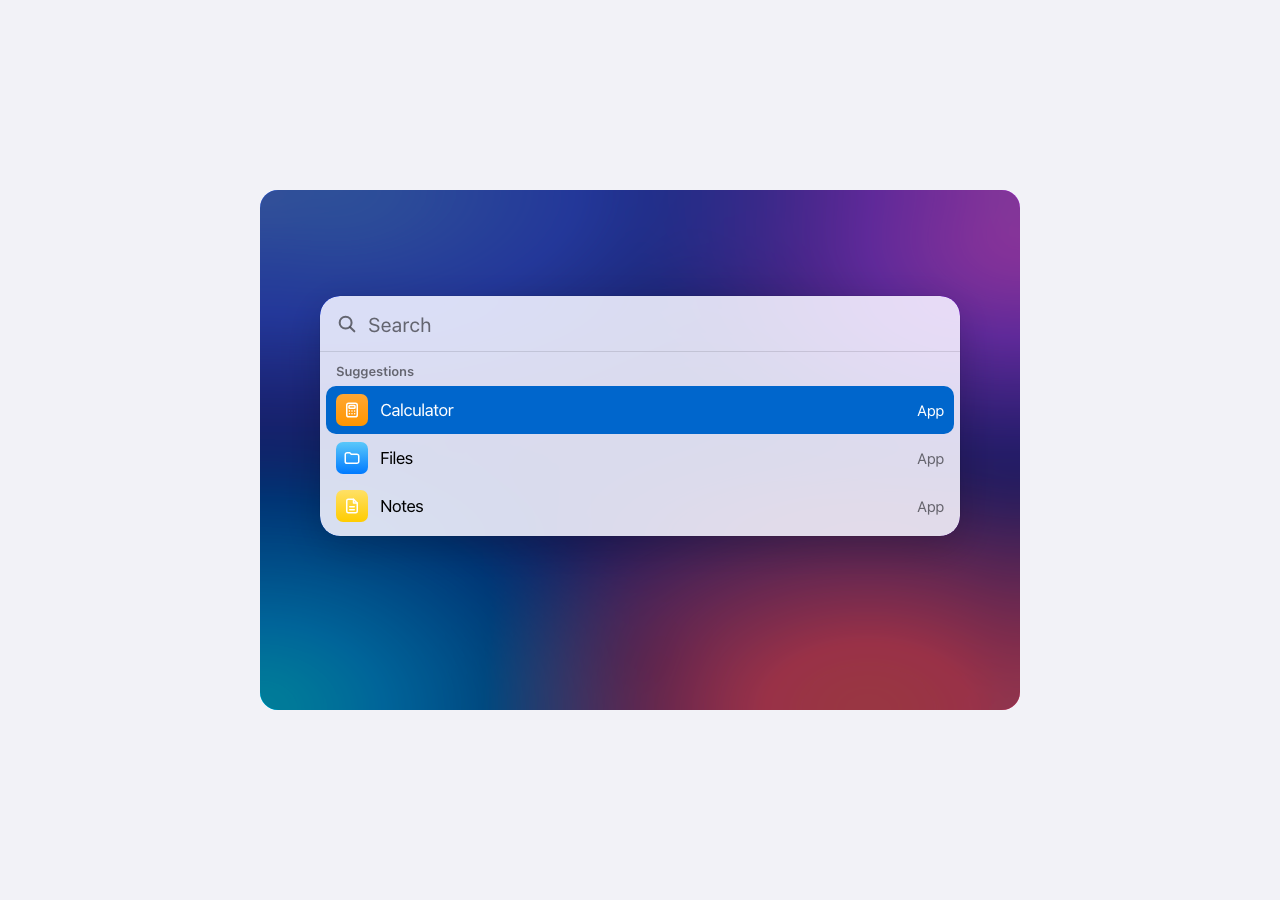 Search
Suggestions
Calculator App
Files App
Notes App